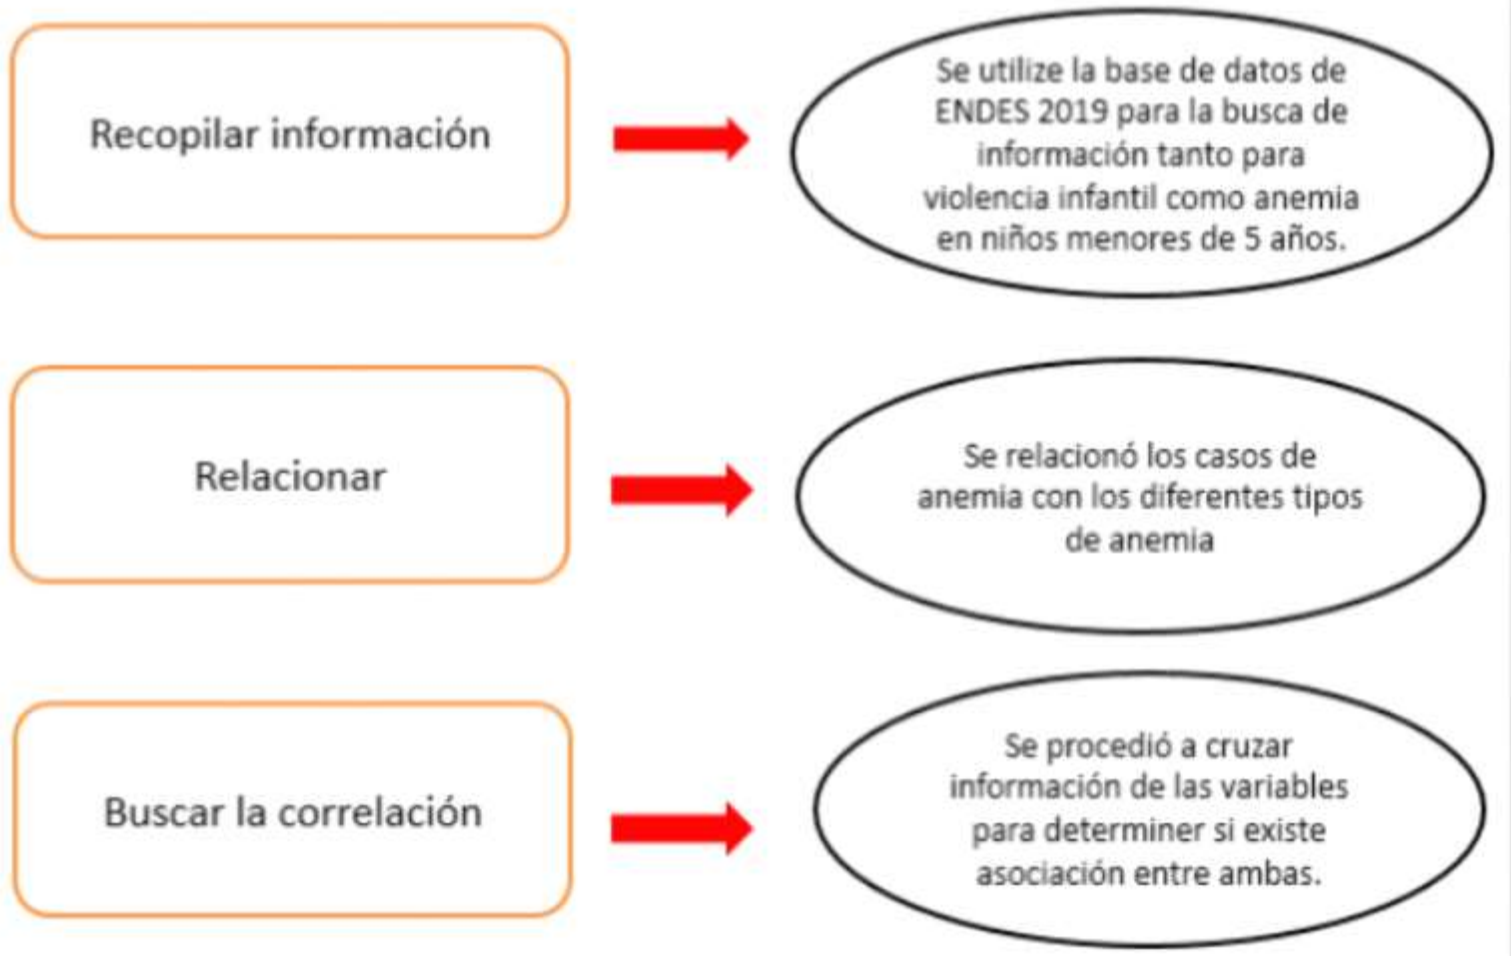 Recopilar información
Se utilize la base de datos de
ENDES 2019 para la busca de
información tanto para
violencia infantil como anemia
en niños menores de 5 años.
Relacionar
Se relacionó los casos de
anemia con los diferentes tipos
de anemia
Buscar la correlación
Se procedió a cruzar
información de las variables
para determiner si existe
asociación entre ambas.